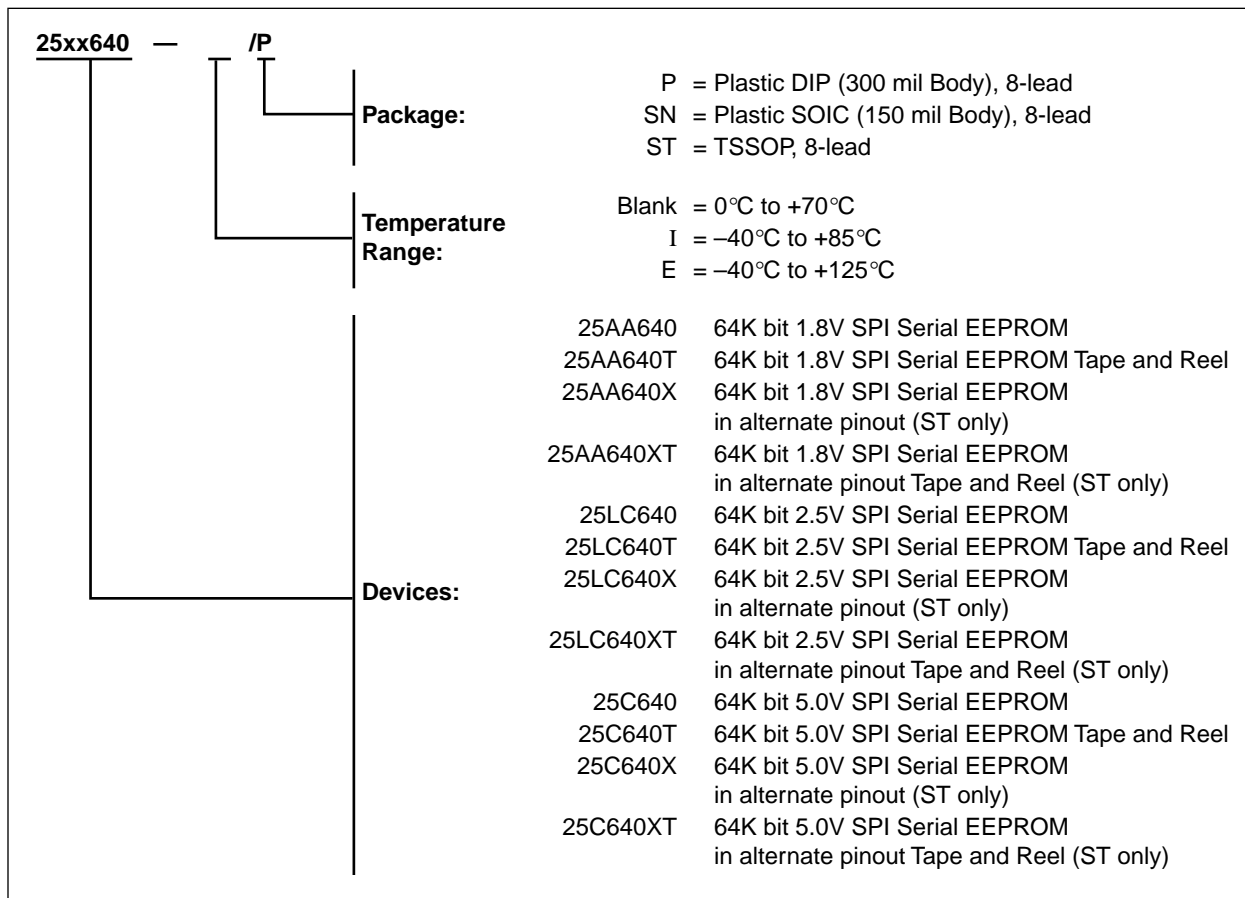 25xx640 — _ /P
Package:
P = Plastic DIP (300 mil Body), 8-lead
SN = Plastic SOIC (150 mil Body), 8-lead
ST = TSSOP, 8-lead
Temperature
Range:
Blank = 0°C to +70°C
I = –40°C to +85°C
E = –40°C to +125°C
Devices:
25AA640 64K bit 1.8V SPI Serial EEPROM
25AA640T 64K bit 1.8V SPI Serial EEPROM Tape and Reel
25AA640X 64K bit 1.8V SPI Serial EEPROM
in alternate pinout (ST only)
25AA640XT 64K bit 1.8V SPI Serial EEPROM
in alternate pinout Tape and Reel (ST only)
25LC640 64K bit 2.5V SPI Serial EEPROM
25LC640T 64K bit 2.5V SPI Serial EEPROM Tape and Reel
25LC640X 64K bit 2.5V SPI Serial EEPROM
in alternate pinout (ST only)
25LC640XT 64K bit 2.5V SPI Serial EEPROM
in alternate pinout Tape and Reel (ST only)
25C640 64K bit 5.0V SPI Serial EEPROM
25C640T 64K bit 5.0V SPI Serial EEPROM Tape and Reel
25C640X 64K bit 5.0V SPI Serial EEPROM
in alternate pinout (ST only)
25C640XT 64K bit 5.0V SPI Serial EEPROM
in alternate pinout Tape and Reel (ST only)